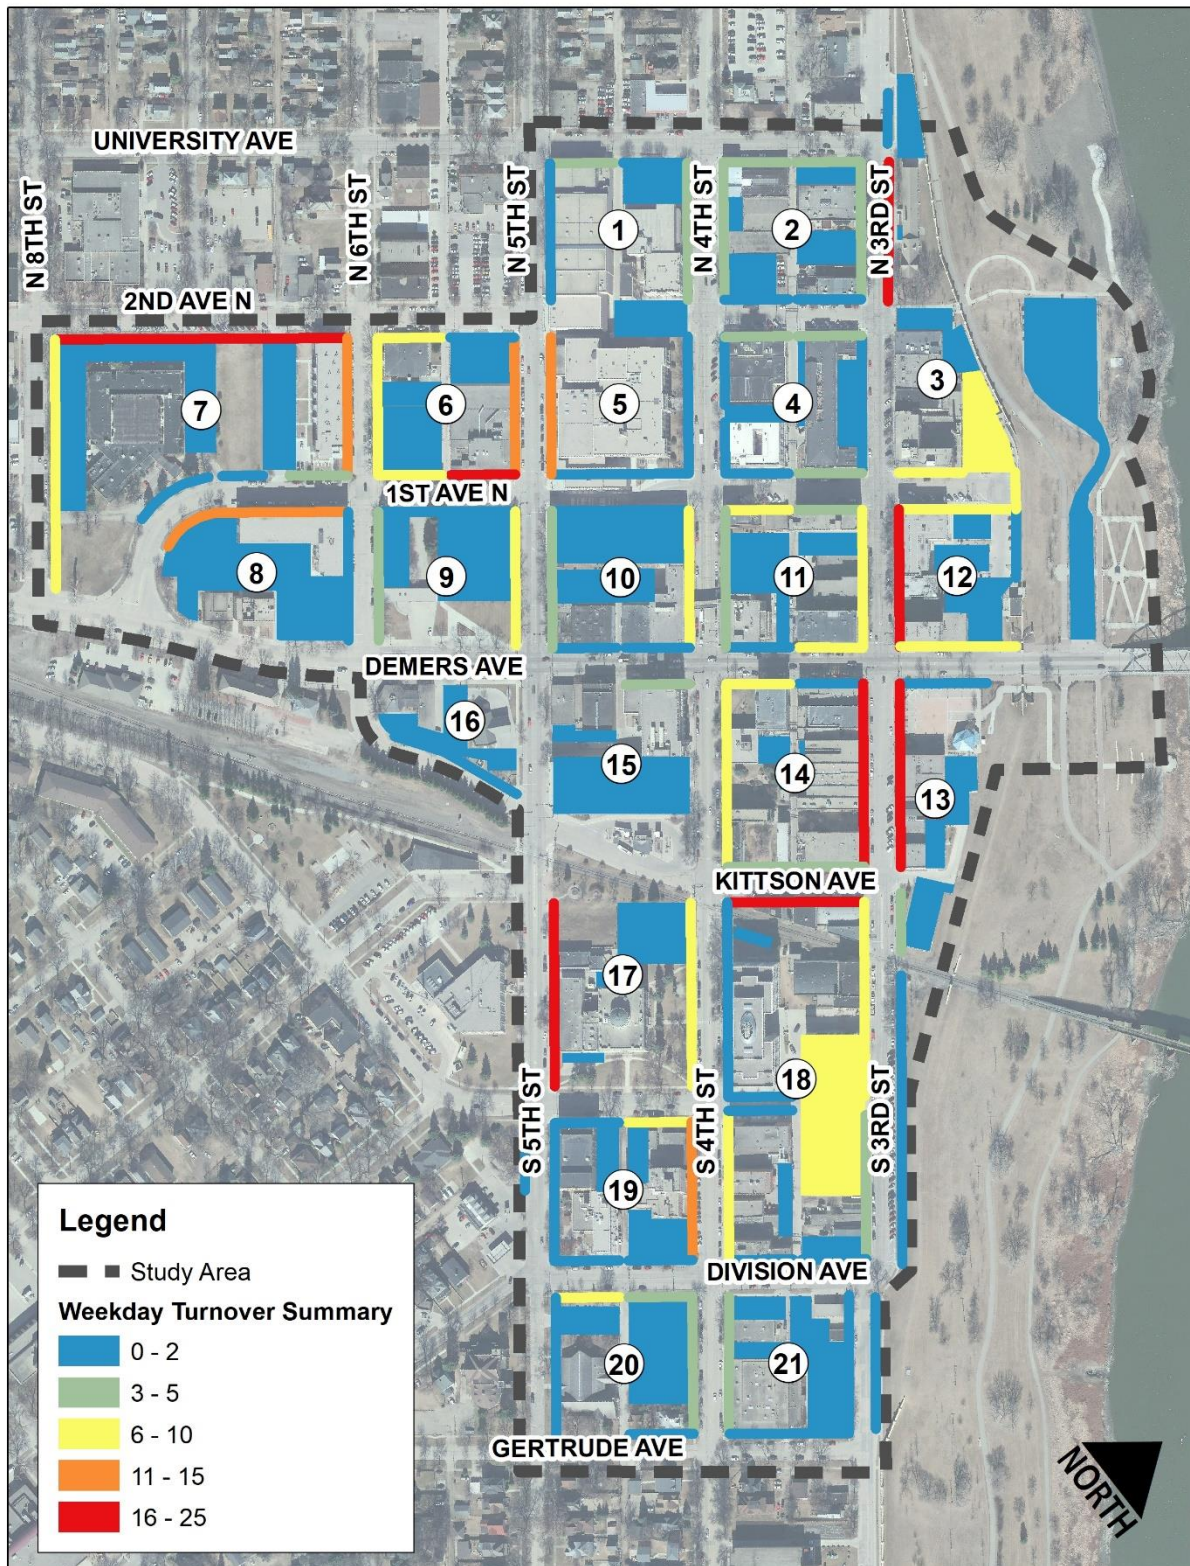 UNIVERSITY AVE
N 8TH ST
N 6TH ST
N 5TH ST
N 4TH ST
N 3RD ST
1
2
2ND AVE N
3
7
6
5
4
1ST AVE N
8
9
10
11
12
DEMERS AVE
16
15
14
13
KITTSON AVE
17
18
S 5TH ST
S 4TH ST
S 3RD ST
19
DIVISION AVE
20
21
GERTRUDE AVE
Legend
Study Area
Weekday Turnover Summary
0 - 2
3 - 5
6 - 10
11 - 15
16 - 25
NORTH